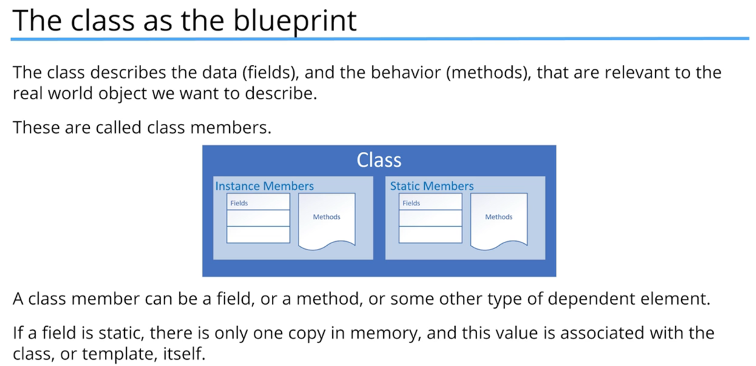 The class as the blueprint
The class describes the data (fields), and the behavior (methods), that are relevant to the
real world object we want to describe.
These are called class members.
Class
Instance Members
Fields
Methods
Static Members
Fields
Methods
A class member can be a field, or a method, or some other type of dependent element.
If a field is static, there is only one copy in memory, and this value is associated with the
class, or template, itself.